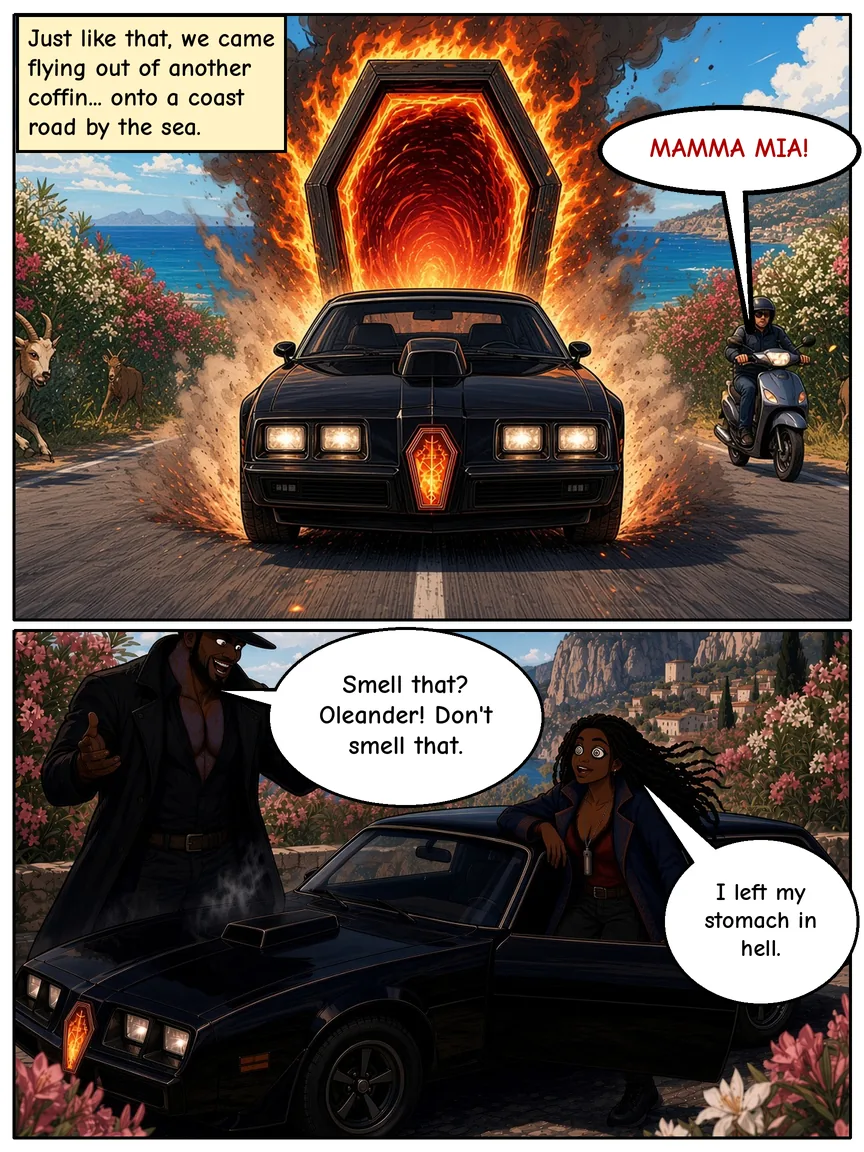 Just like that, we came
flying out of another
coffin... onto a coast
road by the sea.
MAMMA MIA!
Smell that?
Oleander! Don't
smell that.
I left my
stomach in
hell.